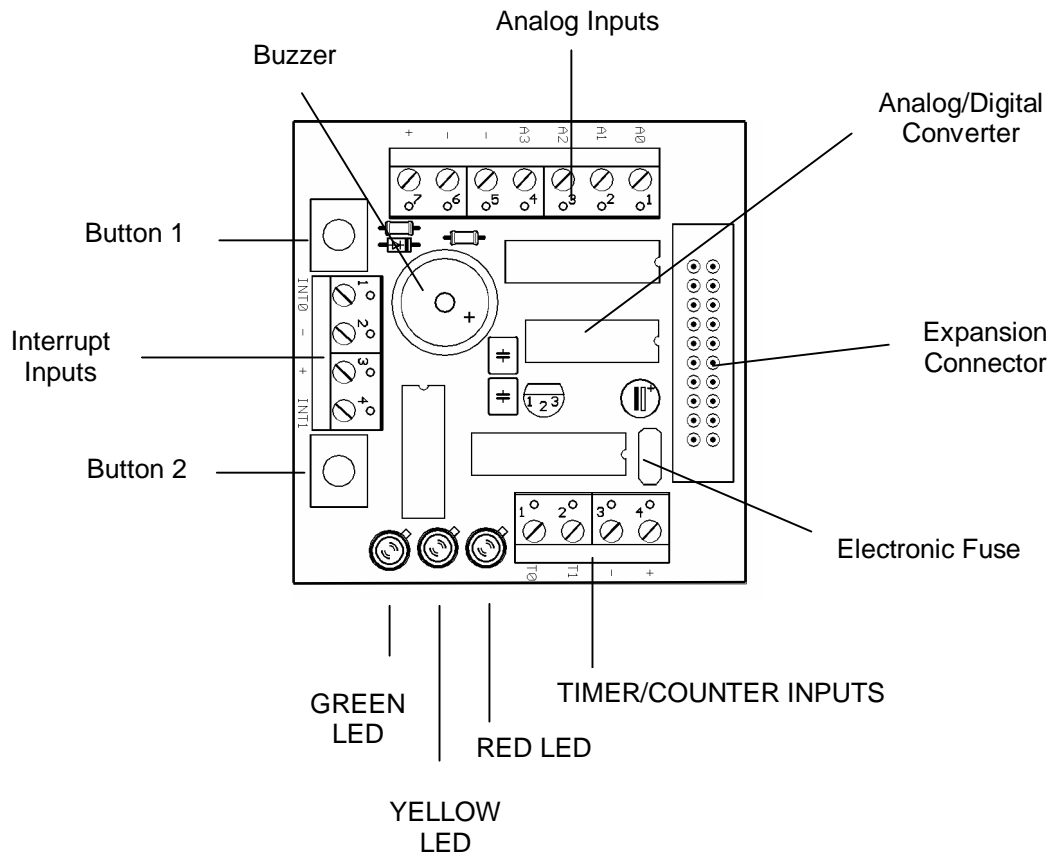 Analog Inputs
Buzzer
Analog/Digital
Converter
+ - - A3 A2 A1 A0
7 6 5 4 3 2 1
Button 1
INT0 - + INT1
1
2
3
4
+
Interrupt
Inputs
Expansion
Connector
+
1 2 3
Button 2
1 2 3 4
T0 T1 - +
Electronic Fuse
GREEN
LED
TIMER/COUNTER INPUTS
RED LED
YELLOW
LED